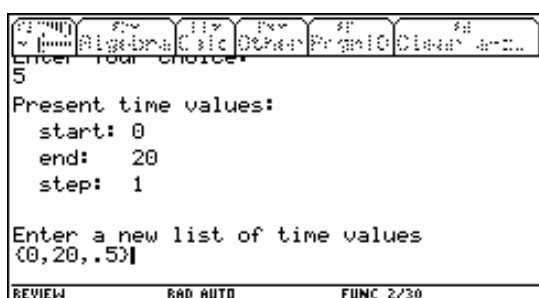 Algebra Calc Other PrgmIO Clean
Enter your choice:
5
Present time values:
start: 0
end: 20
step: 1
Enter a new list of time values
{0,20,.5}
REVIEW RAD AUTO FUNC 2/30